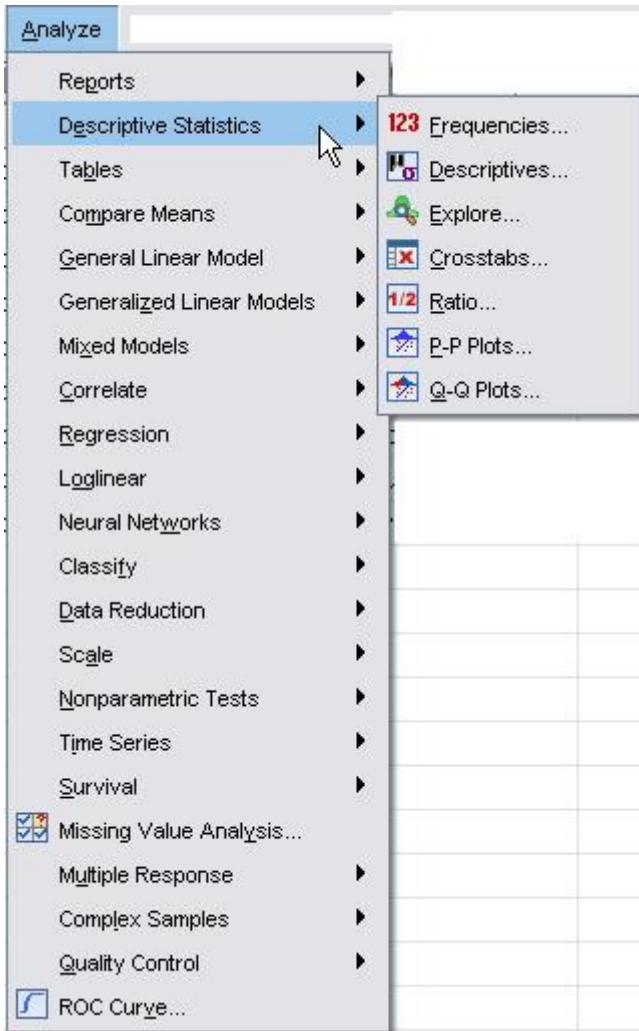 Analyze
Reports
Descriptive Statistics
Tables
Compare Means
General Linear Model
Generalized Linear Models
Mixed Models
Correlate
Regression
Loglinear
Neural Networks
Classify
Data Reduction
Scale
Nonparametric Tests
Time Series
Survival
Missing Value Analysis...
Multiple Response
Complex Samples
Quality Control
ROC Curve...
123 Frequencies...
μσ Descriptives...
Explore...
Crosstabs...
1/2 Ratio...
P-P Plots...
Q-Q Plots...